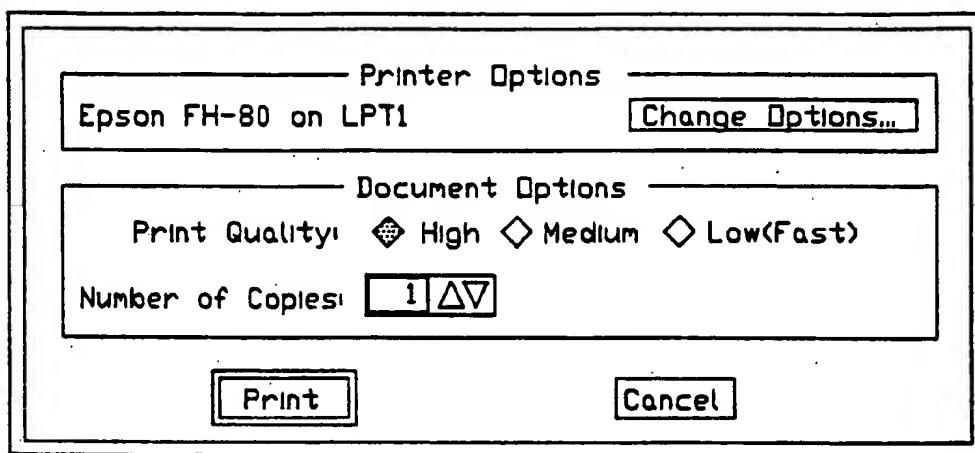 Printer Options
Epson FH-80 on LPT1 Change Options...
Document Options
Print Quality: High Medium Low(Fast)
Number of Copies: 1
Print Cancel